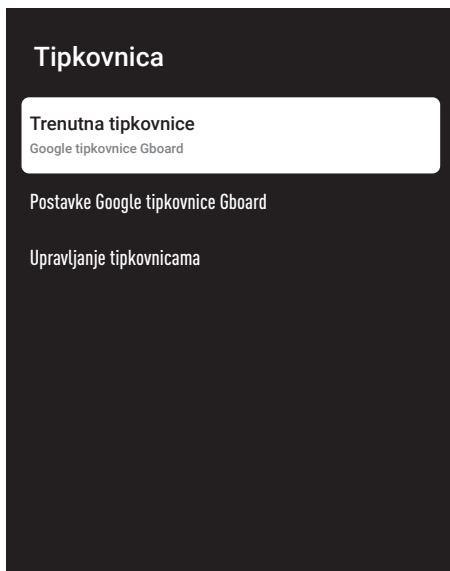 Tipkovnica
Trenutna tipkovnice
Google tipkovnice Gboard
Postavke Google tipkovnice Gboard
Upravljanje tipkovnicama